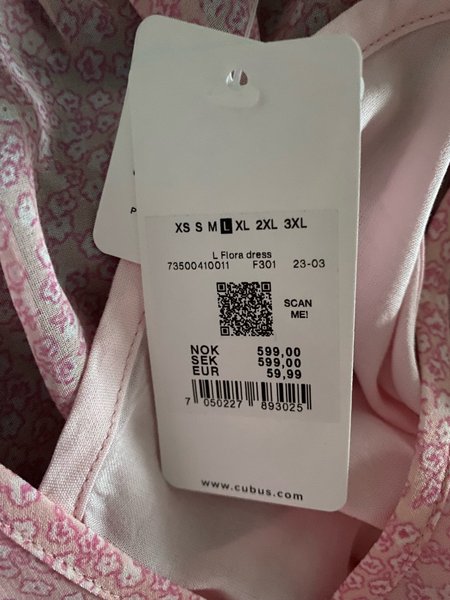 P
XS S M L XL 2XL 3XL
L Flora dress
73500410011 F301 23-03
SCAN
ME!
NOK 599,00
SEK 599,00
EUR 59,99
7 050227 893025
www.cubus.com